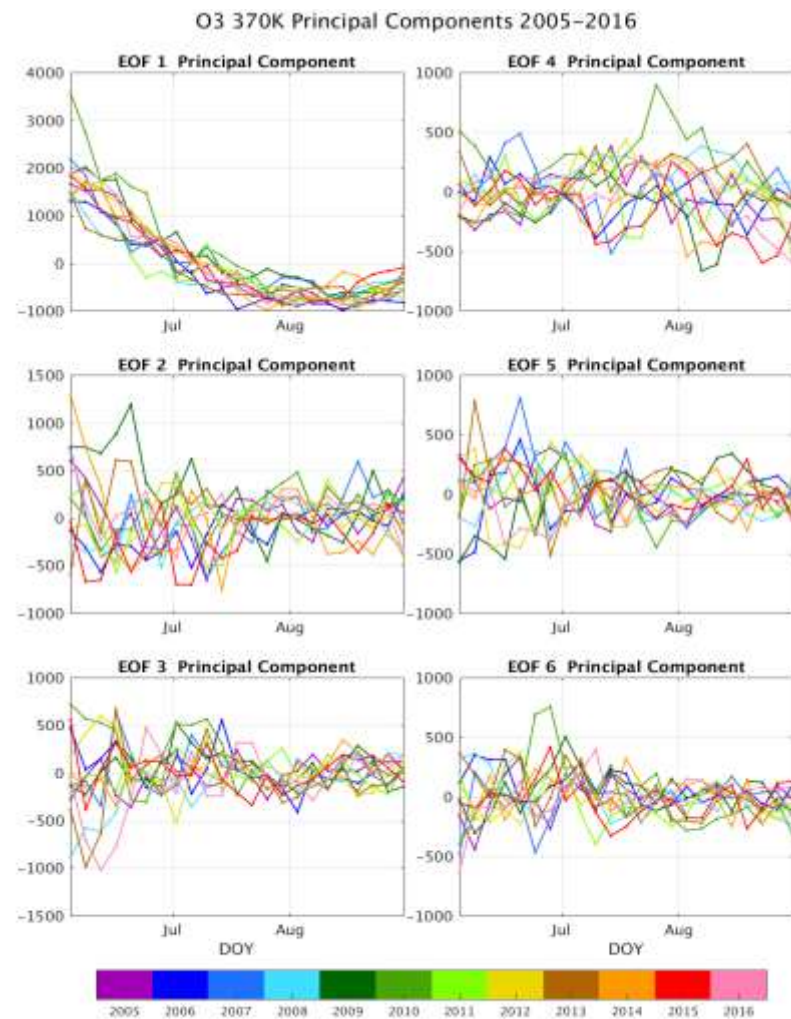 O3 370K Principal Components 2005-2016
EOF 1 Principal Component
4000
3000
2000
1000
0
-1000
Jul
Aug
EOF 4 Principal Component
1000
500
0
-500
-1000
Jul
Aug
EOF 2 Principal Component
1500
1000
500
0
-500
-1000
Jul
Aug
EOF 5 Principal Component
1000
500
0
-500
-1000
Jul
Aug
EOF 3 Principal Component
1000
500
0
-500
-1000
-1500
Jul
Aug
DOY
EOF 6 Principal Component
1000
500
0
-500
-1000
Jul
Aug
DOY
2005 2006 2007 2008 2009 2010 2011 2012 2013 2014 2015 2016